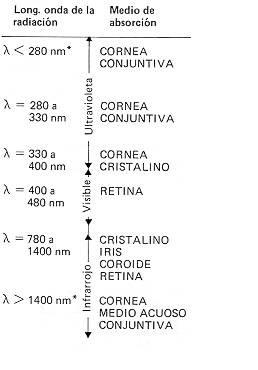 Long. onda de la Medio de
radiación absorción
λ < 280 nm* CORNEA
CONJUNTIVA
λ = 280 a CORNEA
330 nm CONJUNTIVA
λ = 330 a CORNEA
400 nm CRISTALINO
λ = 400 a RETINA
480 nm
λ = 780 a CRISTALINO
1400 nm IRIS
COROIDE
RETINA
λ > 1400 nm* CORNEA
MEDIO ACUOSO
CONJUNTIVA
Ultravioleta
Visible
Infrarrojo